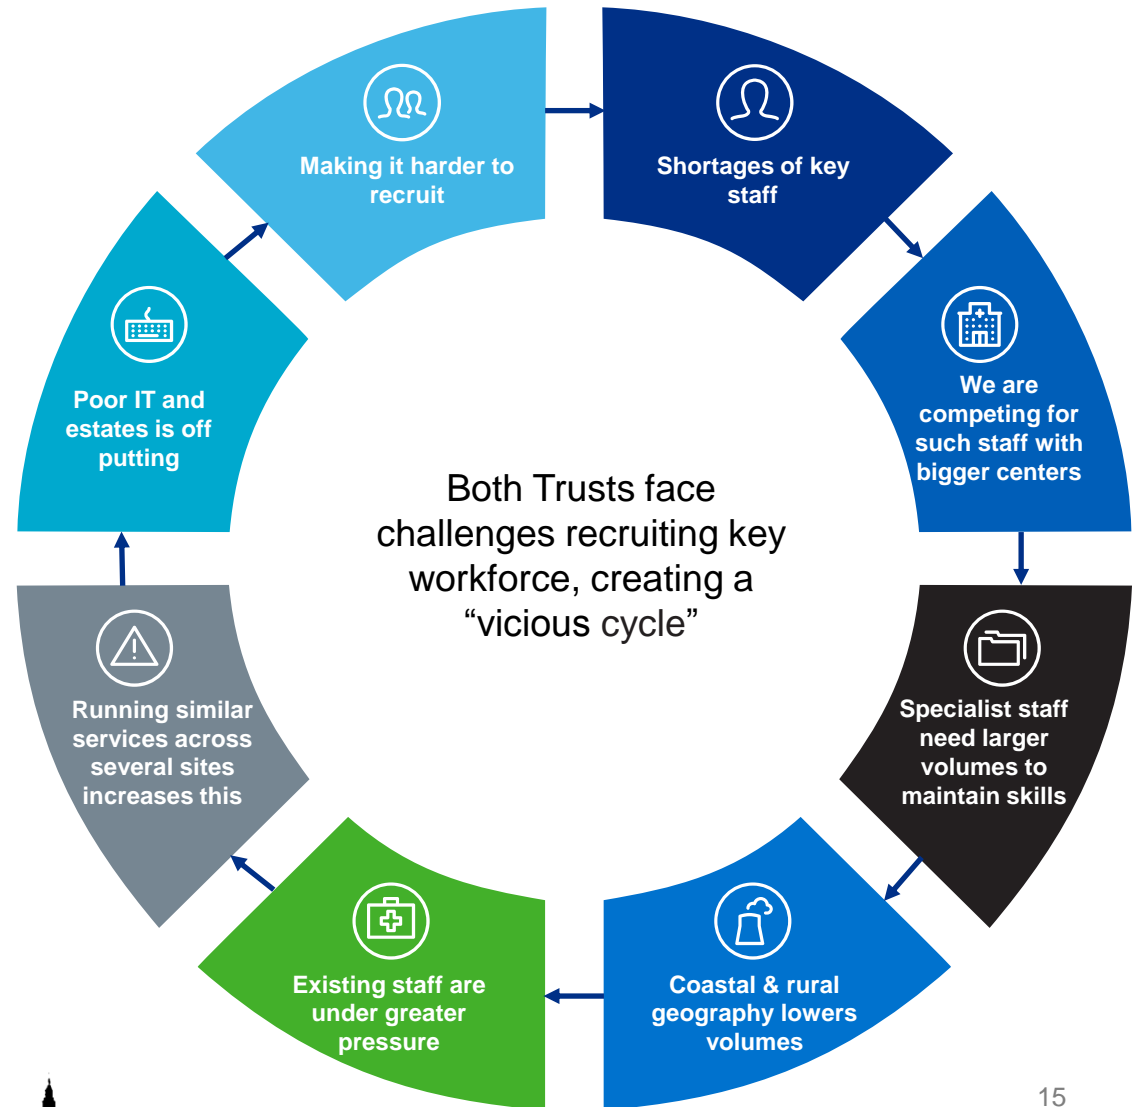 Making it harder to
recruit
Shortages of key
staff
We are
competing for
such staff with
bigger centers
Specialist staff
need larger
volumes to
maintain skills
Coastal & rural
geography lowers
volumes
Existing staff are
under greater
pressure
Running similar
services across
several sites
increases this
Poor IT and
estates is off
putting
Both Trusts face
challenges recruiting key
workforce, creating a
“vicious cycle”
15